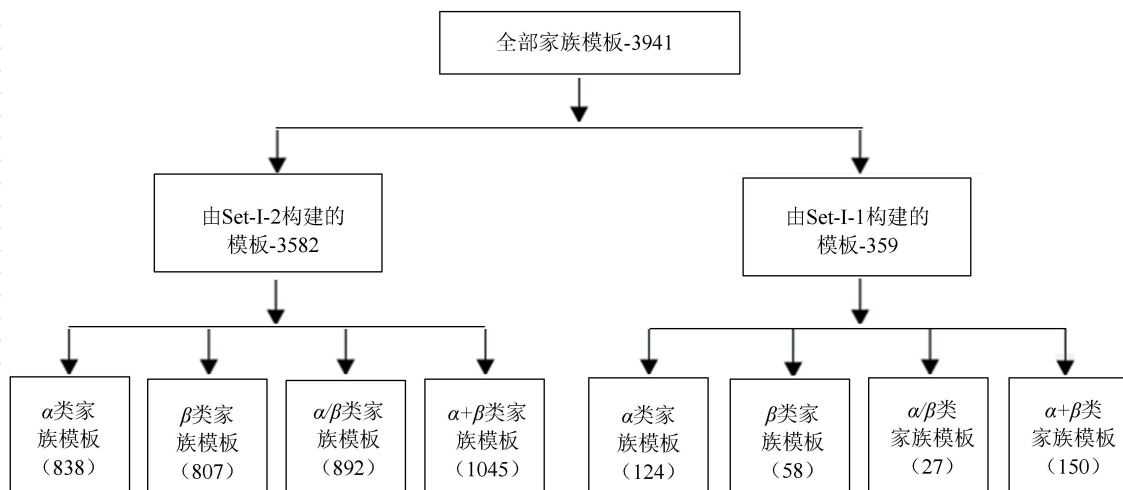 全部家族模板-3941
由Set-I-2构建的
模板-3582
由Set-I-1构建的
模板-359
α类家
族模板
（838）
β类家
族模板
（807）
α/β类家
族模板
（892）
α+β类家
族模板
（1045）
α类家
族模板
（124）
β类家
族模板
（58）
α/β类
家族模板
（27）
α+β类
家族模板
（150）